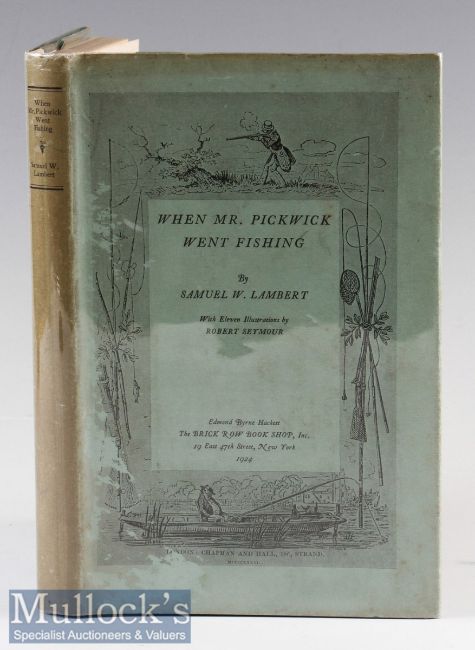 When
Mr. Pickwick
Went
Fishing
Samuel W.
Lambert
WHEN MR. PICKWICK
WENT FISHING
By
SAMUEL W. LAMBERT
With Eleven Illustrations by
ROBERT SEYMOUR
Edmond Byrne Hackett
The BRICK ROW BOOK SHOP, Inc.
19 East 47th Street, New York
1924
LONDON: CHAPMAN AND HALL, 186, STRAND.
MDCCCXXXVI.
Mullock's
Specialist Auctioneers & Valuers